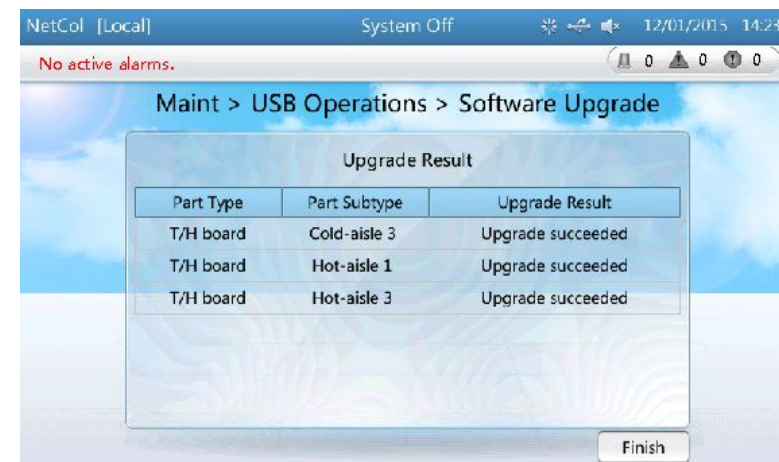 NetCol [Local] System Off 12/01/2015 14:23
No active alarms. 0 0 0
Maint > USB Operations > Software Upgrade
Upgrade Result
Part Type Part Subtype Upgrade Result
T/H board Cold-aisle 3 Upgrade succeeded
T/H board Hot-aisle 1 Upgrade succeeded
T/H board Hot-aisle 3 Upgrade succeeded
Finish